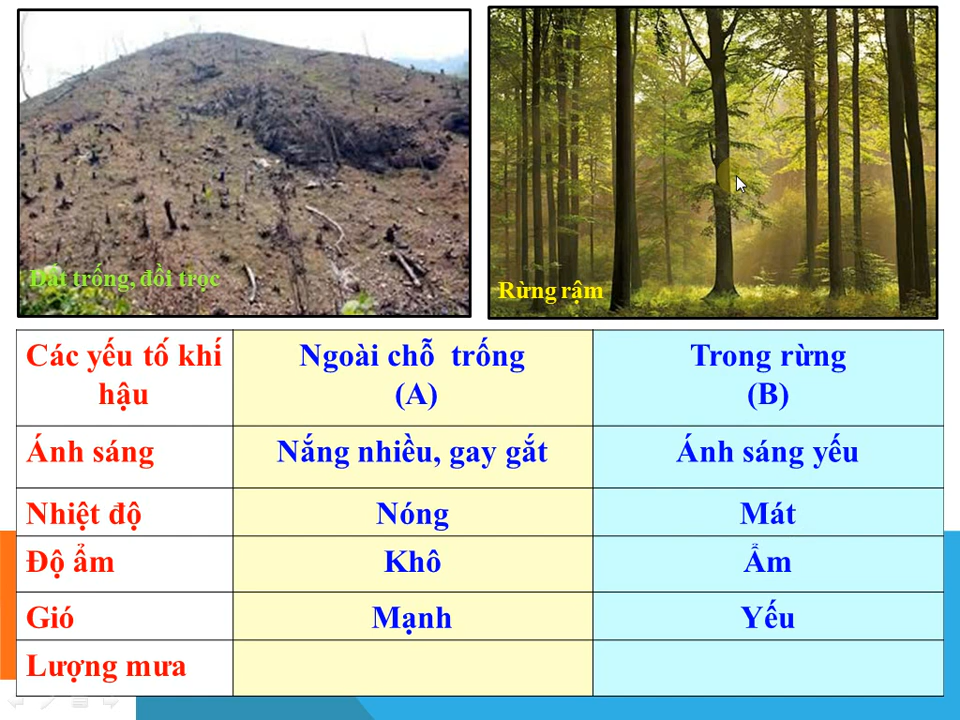 Đất trống, đồi trọc
Rừng rậm
Các yếu tố khí
hậu
Ngoài chỗ trống
(A)
Trong rừng
(B)
Ánh sáng
Nắng nhiều, gay gắt
Ánh sáng yếu
Nhiệt độ
Nóng
Mát
Độ ẩm
Khô
Ẩm
Gió
Mạnh
Yếu
Lượng mưa